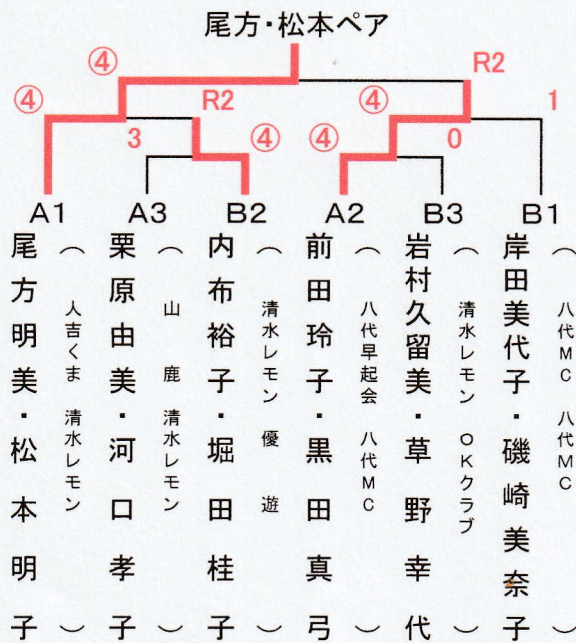 尾方・松本ペア
④ R2
④ R2 ④ 1
3 ④ ④ 0
A1 A3 B2 A2 B3 B1
尾方明美・松本明子
（人吉くま 清水レモン）
栗原由美・河口孝子
（山鹿 清水レモン）
内布裕子・堀田桂子
（清水レモン 優遊）
前田玲子・黒田真弓
（八代早起会 八代MC）
岩村久留美・草野幸代
（清水レモン OKクラブ）
岸田美代子・磯崎美奈子
（八代MC 八代MC）